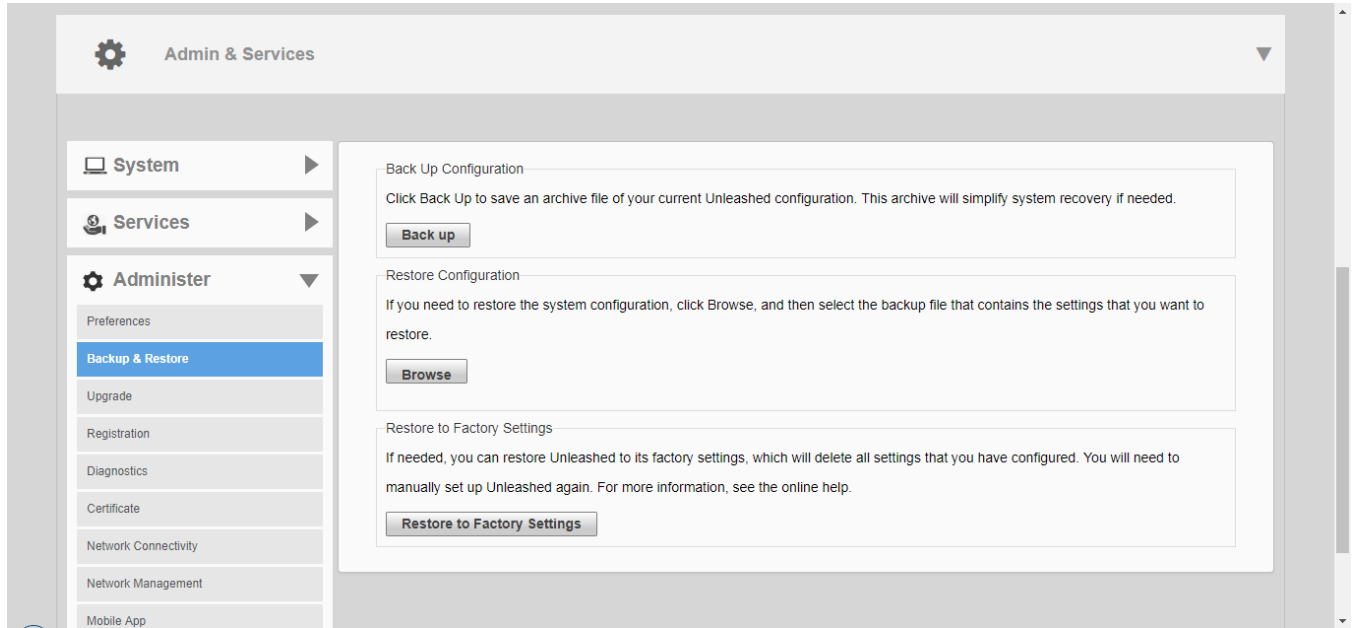 Admin & Services
System
Services
Administer
Preferences
Backup & Restore
Upgrade
Registration
Diagnostics
Certificate
Network Connectivity
Network Management
Mobile App
Back Up Configuration
Click Back Up to save an archive file of your current Unleashed configuration. This archive will simplify system recovery if needed.
Back up
Restore Configuration
If you need to restore the system configuration, click Browse, and then select the backup file that contains the settings that you want to
restore.
Browse
Restore to Factory Settings
If needed, you can restore Unleashed to its factory settings, which will delete all settings that you have configured. You will need to
manually set up Unleashed again. For more information, see the online help.
Restore to Factory Settings